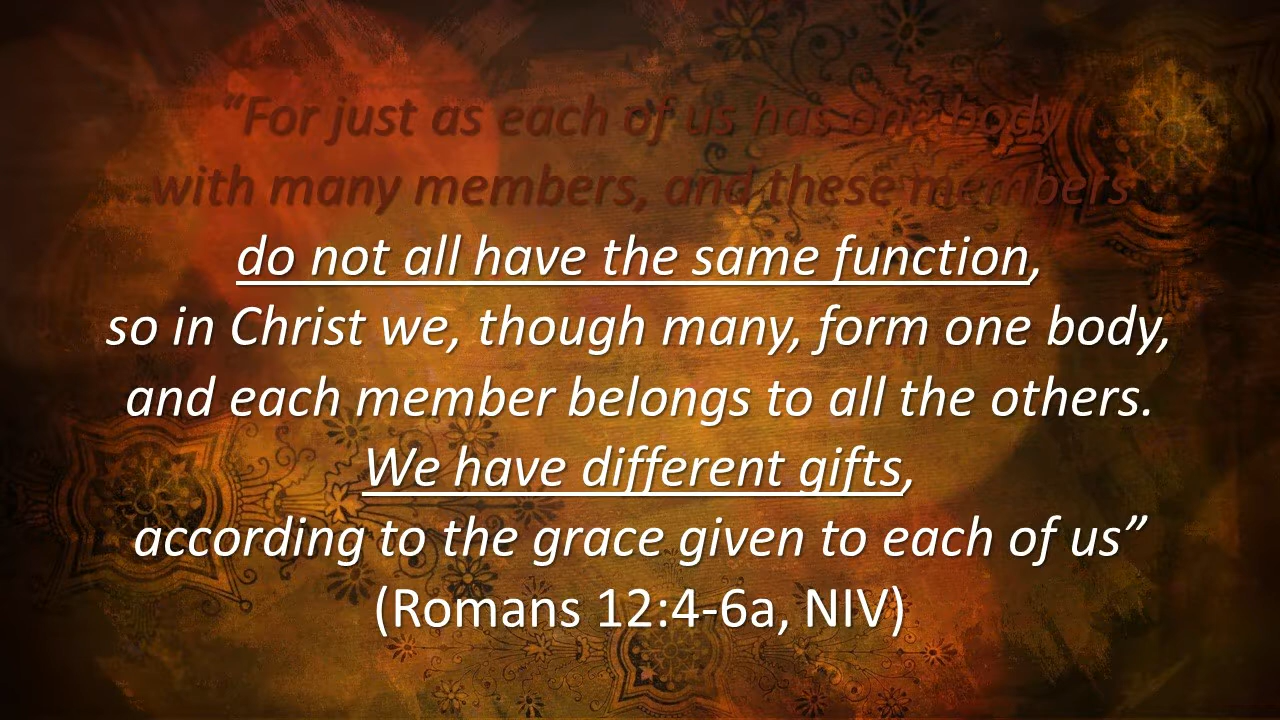 “For just as each of us has one body
with many members, and these members
do not all have the same function,
so in Christ we, though many, form one body,
and each member belongs to all the others.
We have different gifts,
according to the grace given to each of us”
(Romans 12:4-6a, NIV)